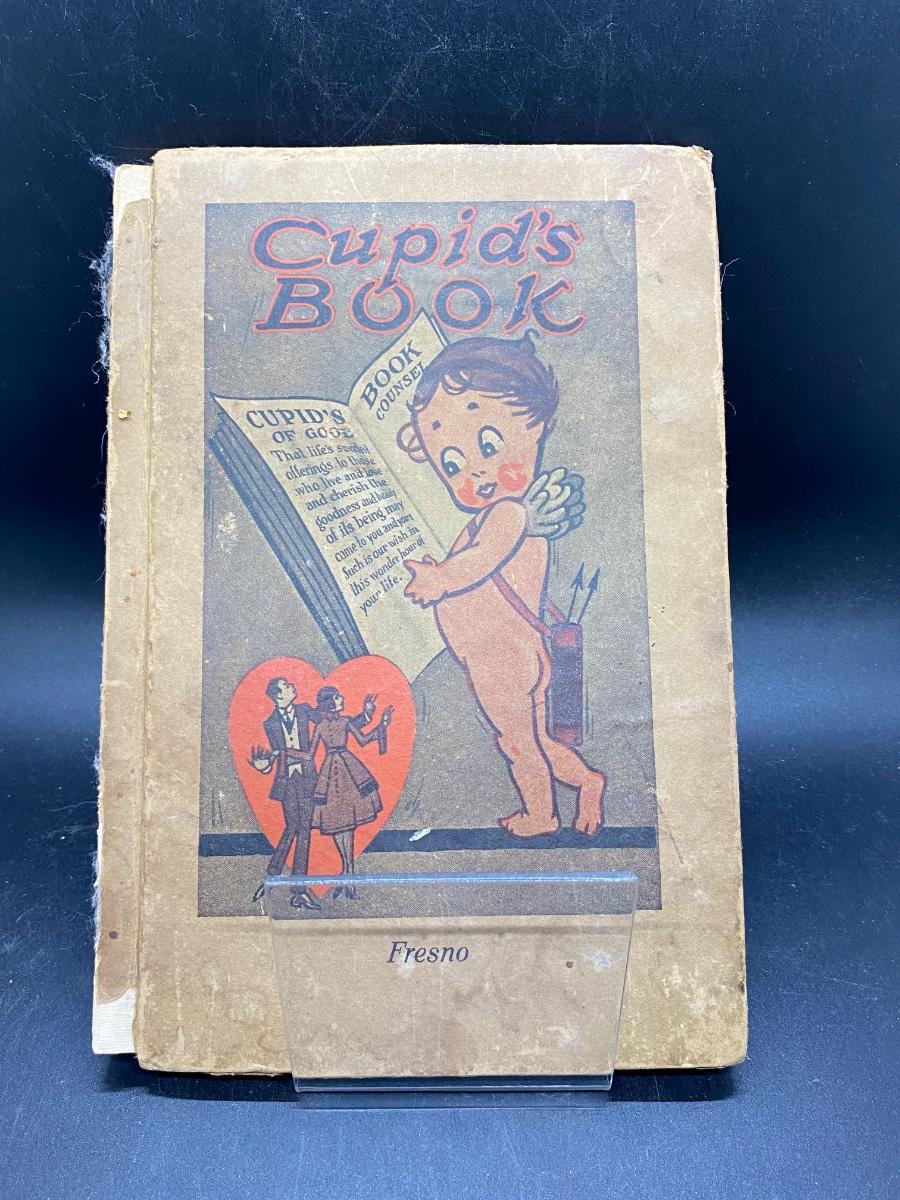 Cupid's
BOOK
BOOK
COUNSEL
CUPID'S
OF GOOD
That life's sweetest
offerings to those
who live and love
and cherish the
goodness and beauty
of its being may
come to you and yours
Such is our wish in
this wonder hour of
your life.
Fresno